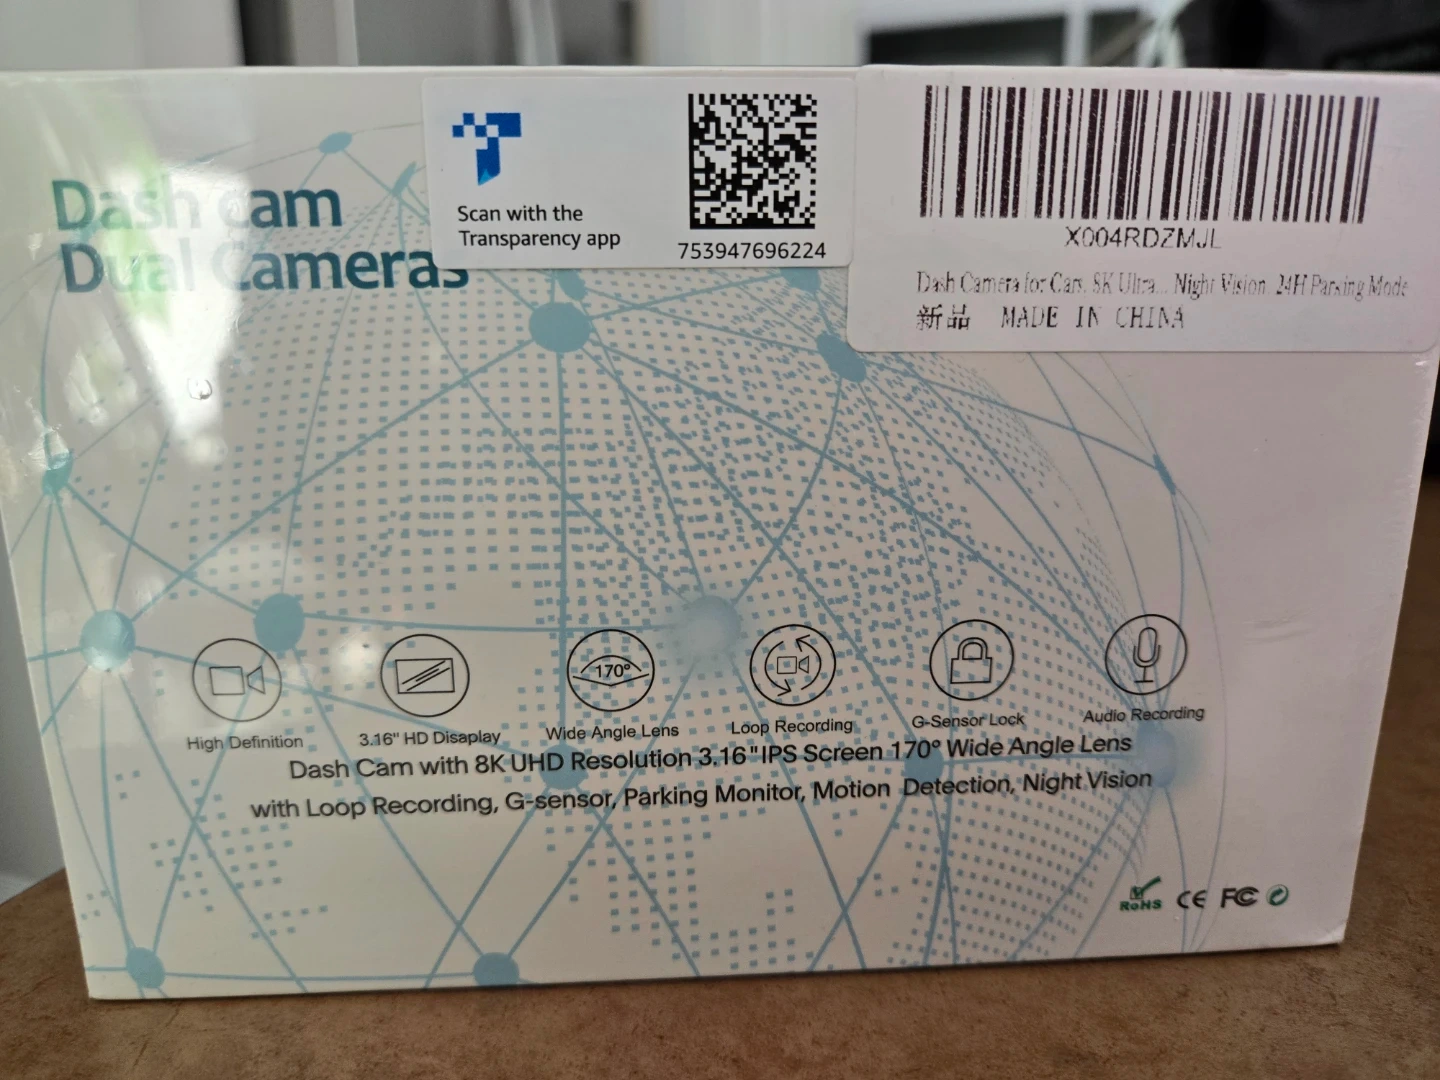 Dash cam
Dual Cameras
Scan with the
Transparency app
753947696224
X004RDZMJL
Dash Camera for Cars, 8K Ultra... Night Vision, 24H Parking Mode
新品 MADE IN CHINA
170°
High Definition
3.16" HD Disaplay
Wide Angle Lens
Loop Recording
G-Sensor Lock
Audio Recording
Dash Cam with 8K UHD Resolution 3.16"IPS Screen 170° Wide Angle Lens
with Loop Recording, G-sensor, Parking Monitor, Motion Detection, Night Vision
RoHS CE FC